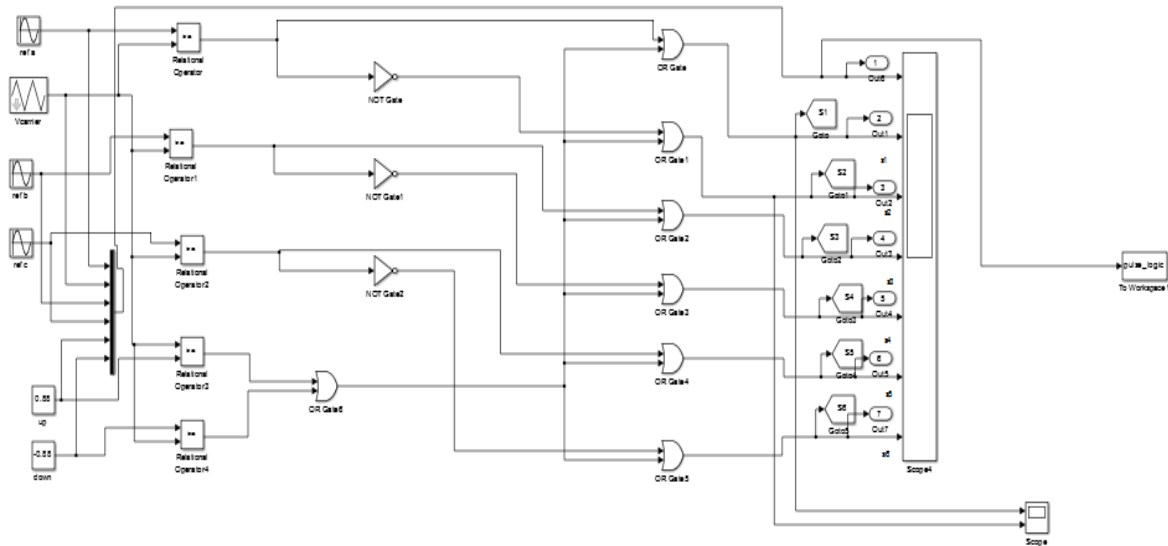 ref a
Relational Operator
Vcarrier
NOT Gate
OR Gate
S1
Goto
1
Out6
2
Out1
s1
ref b
Relational Operator1
NOT Gate1
OR Gate1
S2
Goto1
3
Out2
s2
ref c
Relational Operator2
NOT Gate2
OR Gate2
S3
Goto2
4
Out3
s3
pulse_logic
To Workspace1
OR Gate3
S4
Goto3
5
Out4
s4
Relational Operator3
OR Gate6
OR Gate4
S5
Goto4
6
Out5
s5
0.88
up
Relational Operator4
OR Gate5
S6
Goto5
7
Out7
s6
-0.88
down
Scope4
Scope